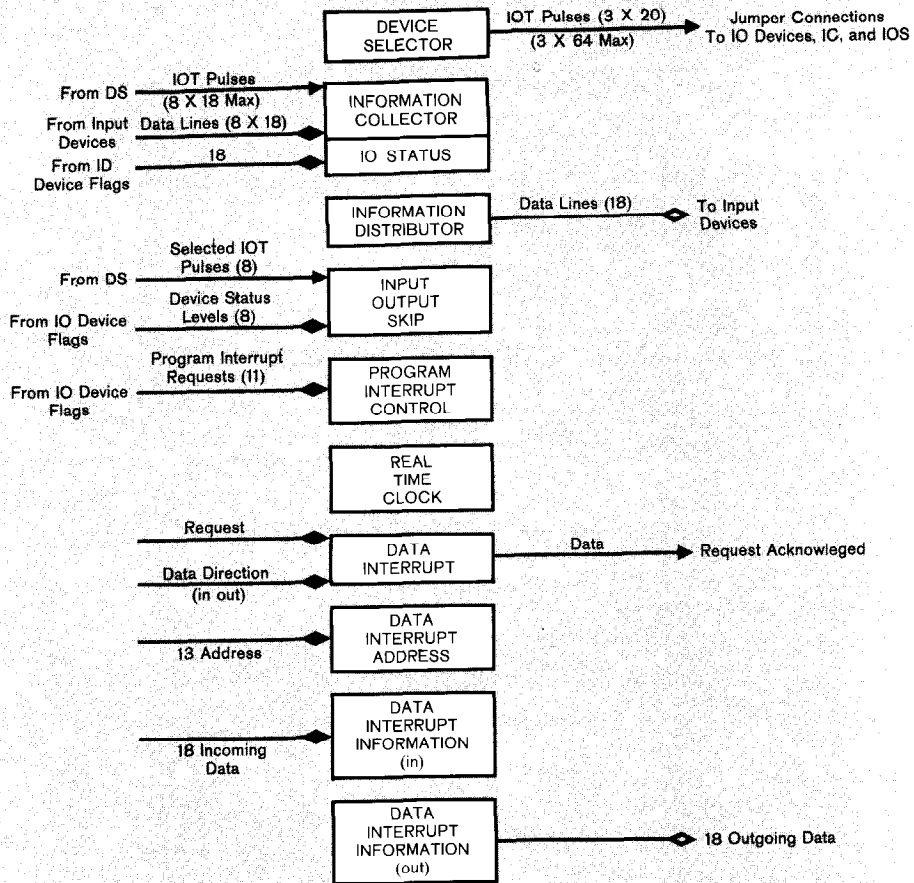 DEVICE
SELECTOR
IOT Pulses (3 X 20)
(3 X 64 Max)
Jumper Connections
To IO Devices, IC, and IOS
From DS
IOT Pulses
(8 X 18 Max)
From Input
Devices
Data Lines (8 X 18)
From ID
Device Flags
18
INFORMATION
COLLECTOR
IO STATUS
INFORMATION
DISTRIBUTOR
Data Lines (18)
To Input
Devices
From DS
Selected IOT
Pulses (8)
From IO Device
Flags
Device Status
Levels (8)
INPUT
OUTPUT
SKIP
From IO Device
Flags
Program Interrupt
Requests (11)
PROGRAM
INTERRUPT
CONTROL
REAL
TIME
CLOCK
Request
Data Direction
(in out)
DATA
INTERRUPT
Data
Request Acknowleged
13 Address
DATA
INTERRUPT
ADDRESS
18 Incoming
Data
DATA
INTERRUPT
INFORMATION
(in)
DATA
INTERRUPT
INFORMATION
(out)
18 Outgoing Data